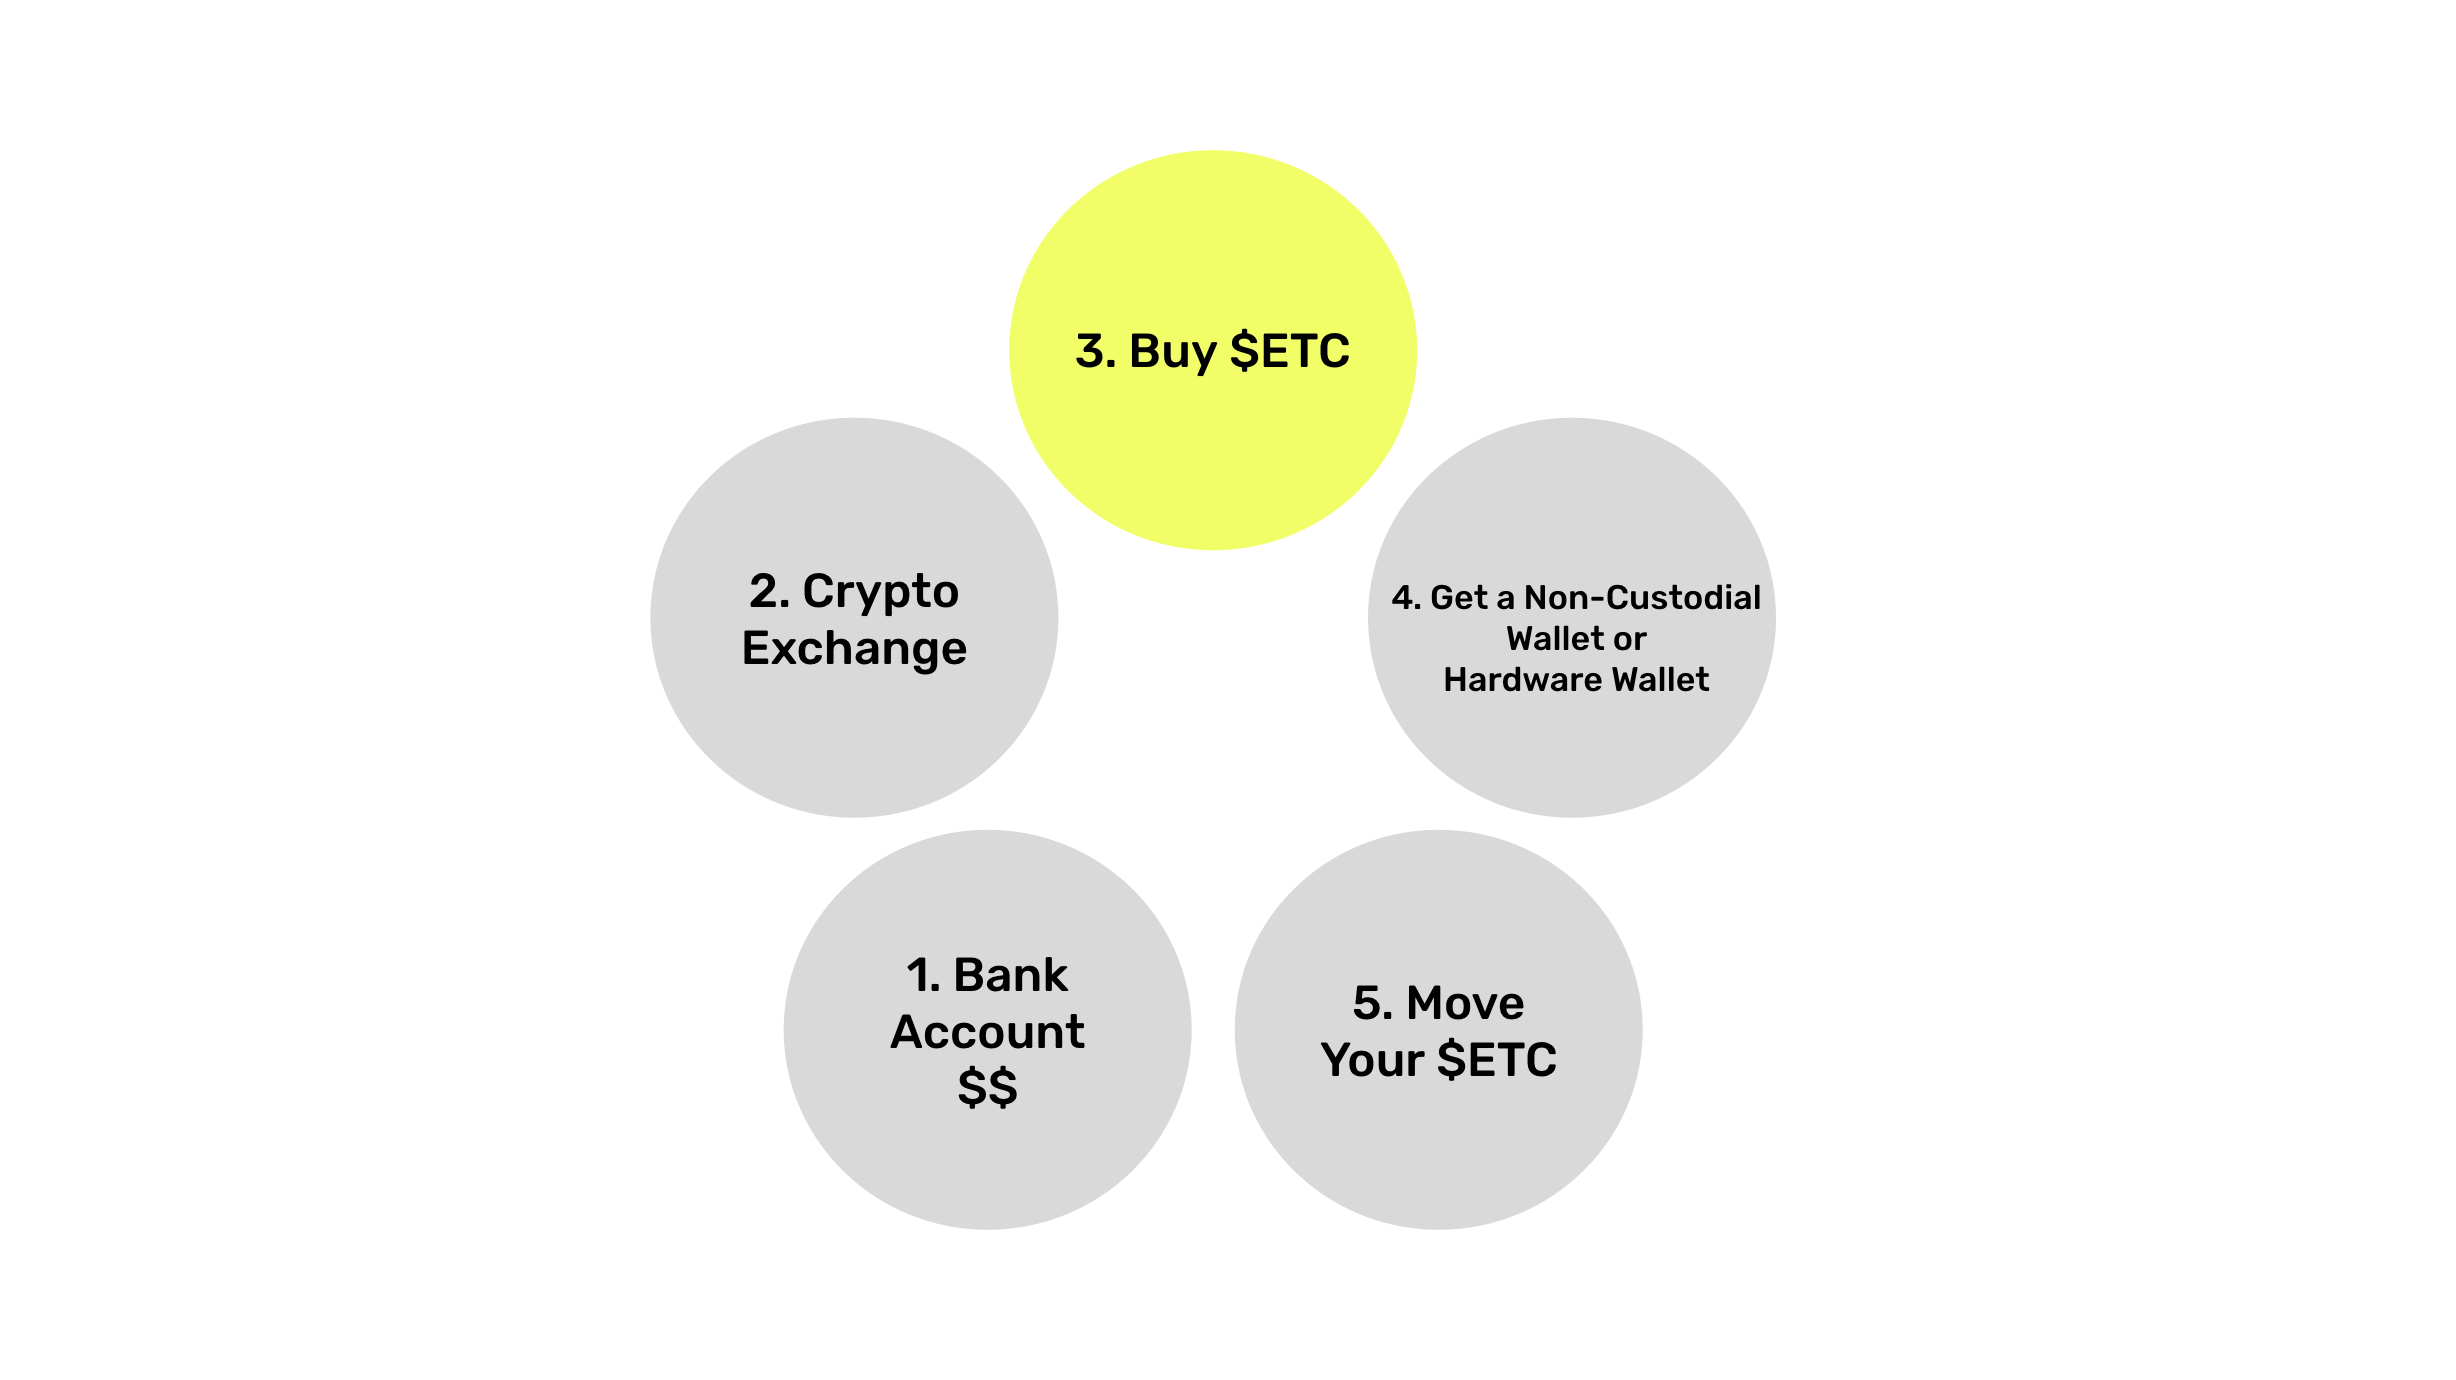 3. Buy $ETC
2. Crypto
Exchange
4. Get a Non-Custodial
Wallet or
Hardware Wallet
1. Bank
Account
$$
5. Move
Your $ETC